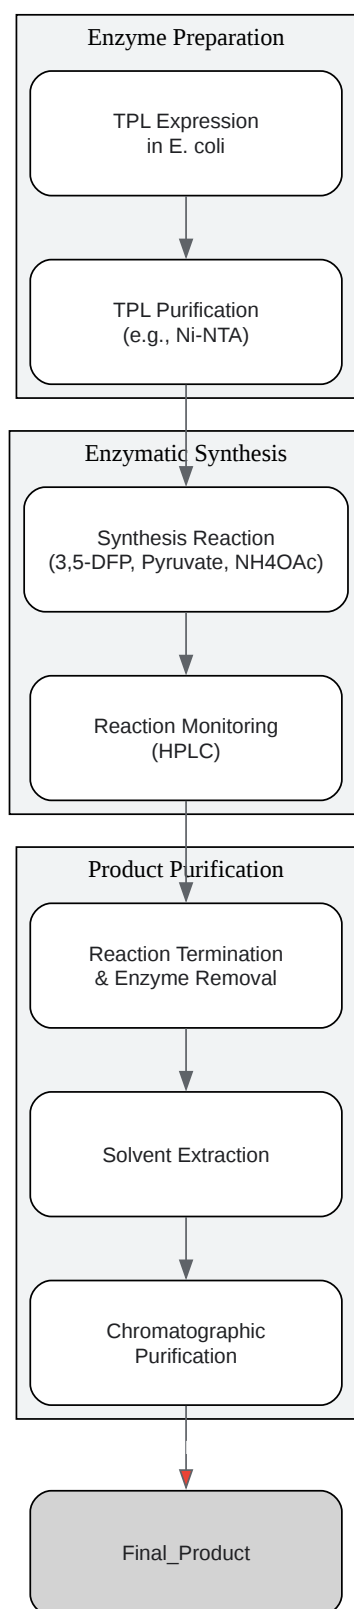 Enzyme Preparation
TPL Expression
in E. coli
TPL Purification
(e.g., Ni-NTA)
Enzymatic Synthesis
Synthesis Reaction
(3,5-DFP, Pyruvate, NH4OAc)
Reaction Monitoring
(HPLC)
Product Purification
Reaction Termination
& Enzyme Removal
Solvent Extraction
Chromatographic
Purification
Final_Product